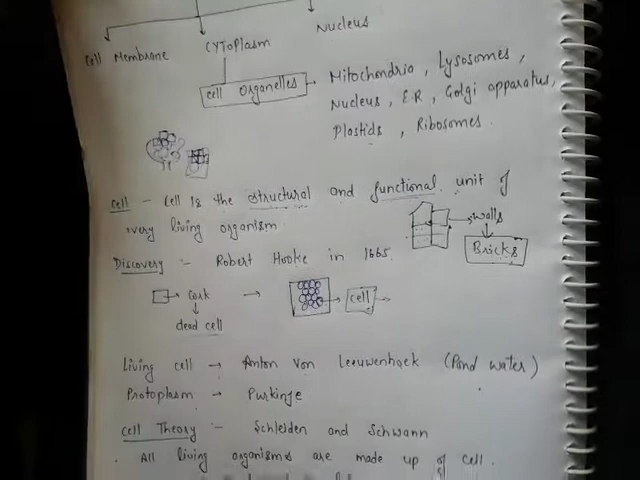 Cell Membrane CYToplasm Nucleus
Cell Organelles Mitochondria, Lysosomes,
Nucleus, E.R, Golgi apparatus,
Plastids, Ribosomes.
Cell - Cell is the structural and functional unit of
every living organism
walls
Bricks
Discovery :- Robert Hooke in 1665.
Cork → cell
dead cell
Living cell → Anton Von Leeuwenhoek (Pond water)
Protoplasm → Purkinje
Cell Theory :- Schleiden and Schwann
. All living organisms are made up of cell.